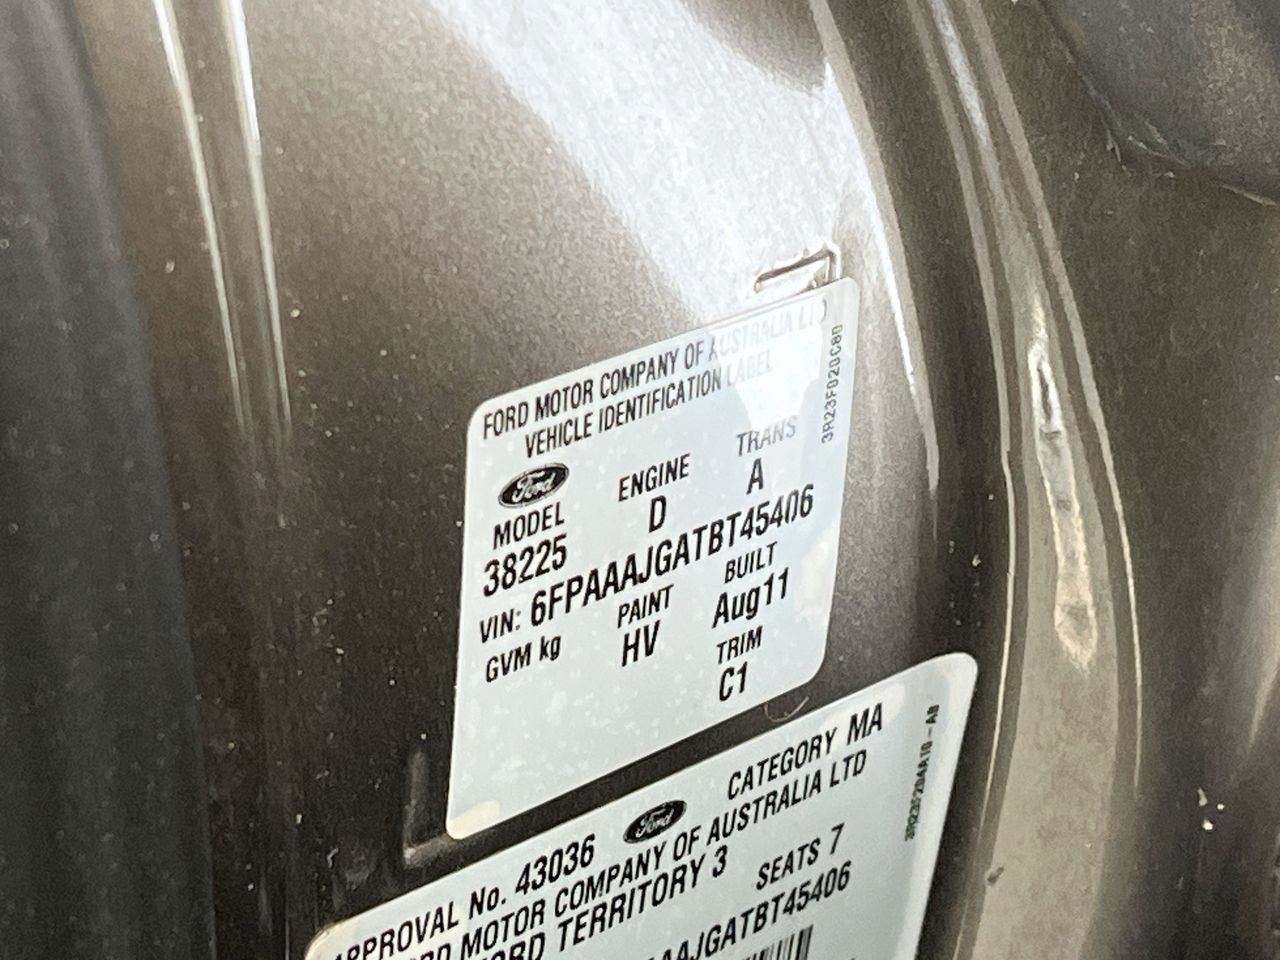 FORD MOTOR COMPANY OF AUSTRALIA LTD
VEHICLE IDENTIFICATION LABEL
3R23F020C80
Ford
ENGINE
TRANS
MODEL
D
A
38225
VIN: 6FPAAAJGATBT45406
GVM kg
PAINT
BUILT
HV
Aug11
TRIM
C1
APPROVAL No. 43036
Ford
CATEGORY MA
FORD MOTOR COMPANY OF AUSTRALIA LTD
FORD TERRITORY 3
SEATS 7
AAJGATBT45406